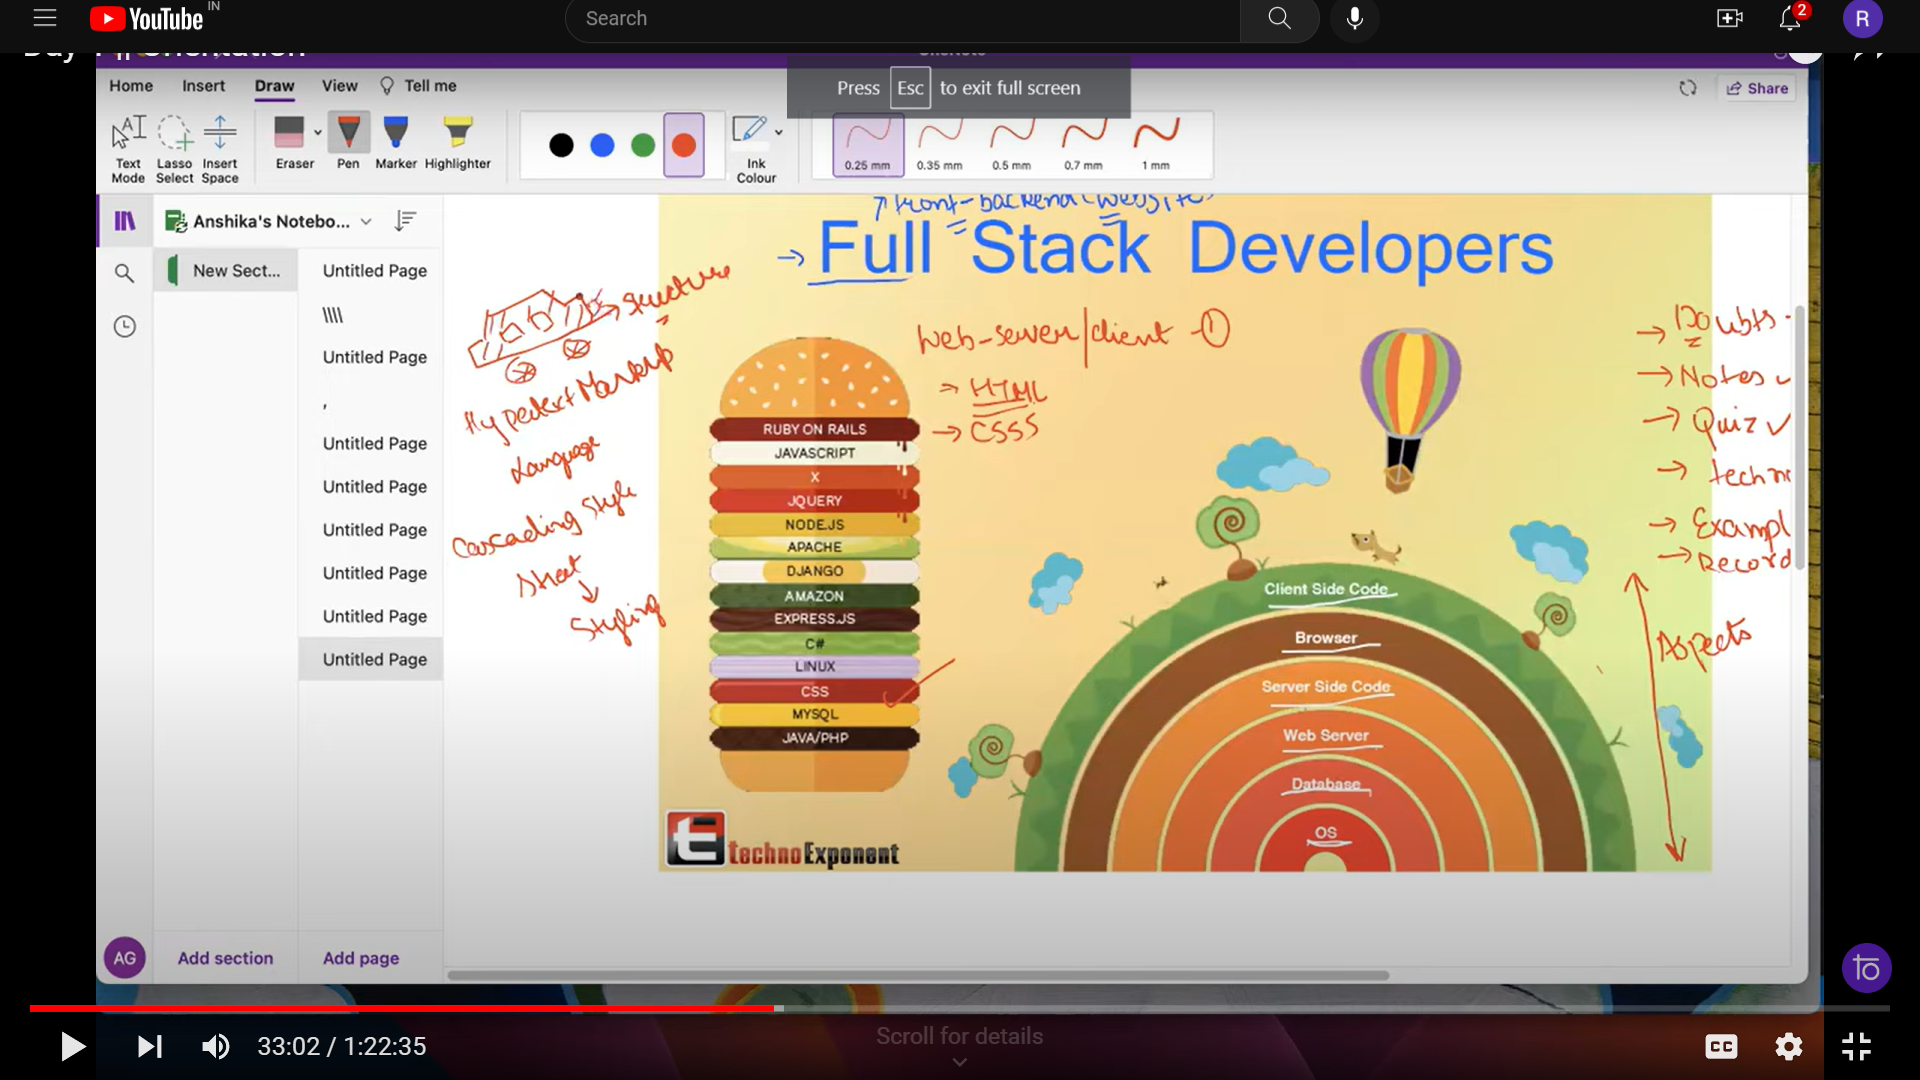 YouTube IN
Search
2
R
Day 1 || Orientation
Press Esc to exit full screen
Home Insert Draw View Tell me
Share
Text Mode
Lasso Select
Insert Space
Eraser
Pen
Marker
Highlighter
Ink Colour
0.25 mm
0.35 mm
0.5 mm
0.7 mm
1 mm
Anshika's Notebo...
New Sect...
Untitled Page
\\\\
Untitled Page
,
Untitled Page
Untitled Page
Untitled Page
Untitled Page
Untitled Page
Untitled Page
Add section
Add page
AG
Structure
Hypertext Markup
Language
Cascading Style
Sheet
Styling
front-backend (website)
Full Stack Developers
Web-server/client -1
HTML
CSSS
RUBY ON RAILS
JAVASCRIPT
X
JQUERY
NODE.JS
APACHE
DJANGO
AMAZON
EXPRESS.JS
C#
LINUX
CSS
MYSQL
JAVA/PHP
t
technoExponent
Client Side Code
Browser
Server Side Code
Web Server
Database
OS
Doubts -
Notes
Quiz
techn
Exampl
Record
Aspects
33:02 / 1:22:35
Scroll for details
CC